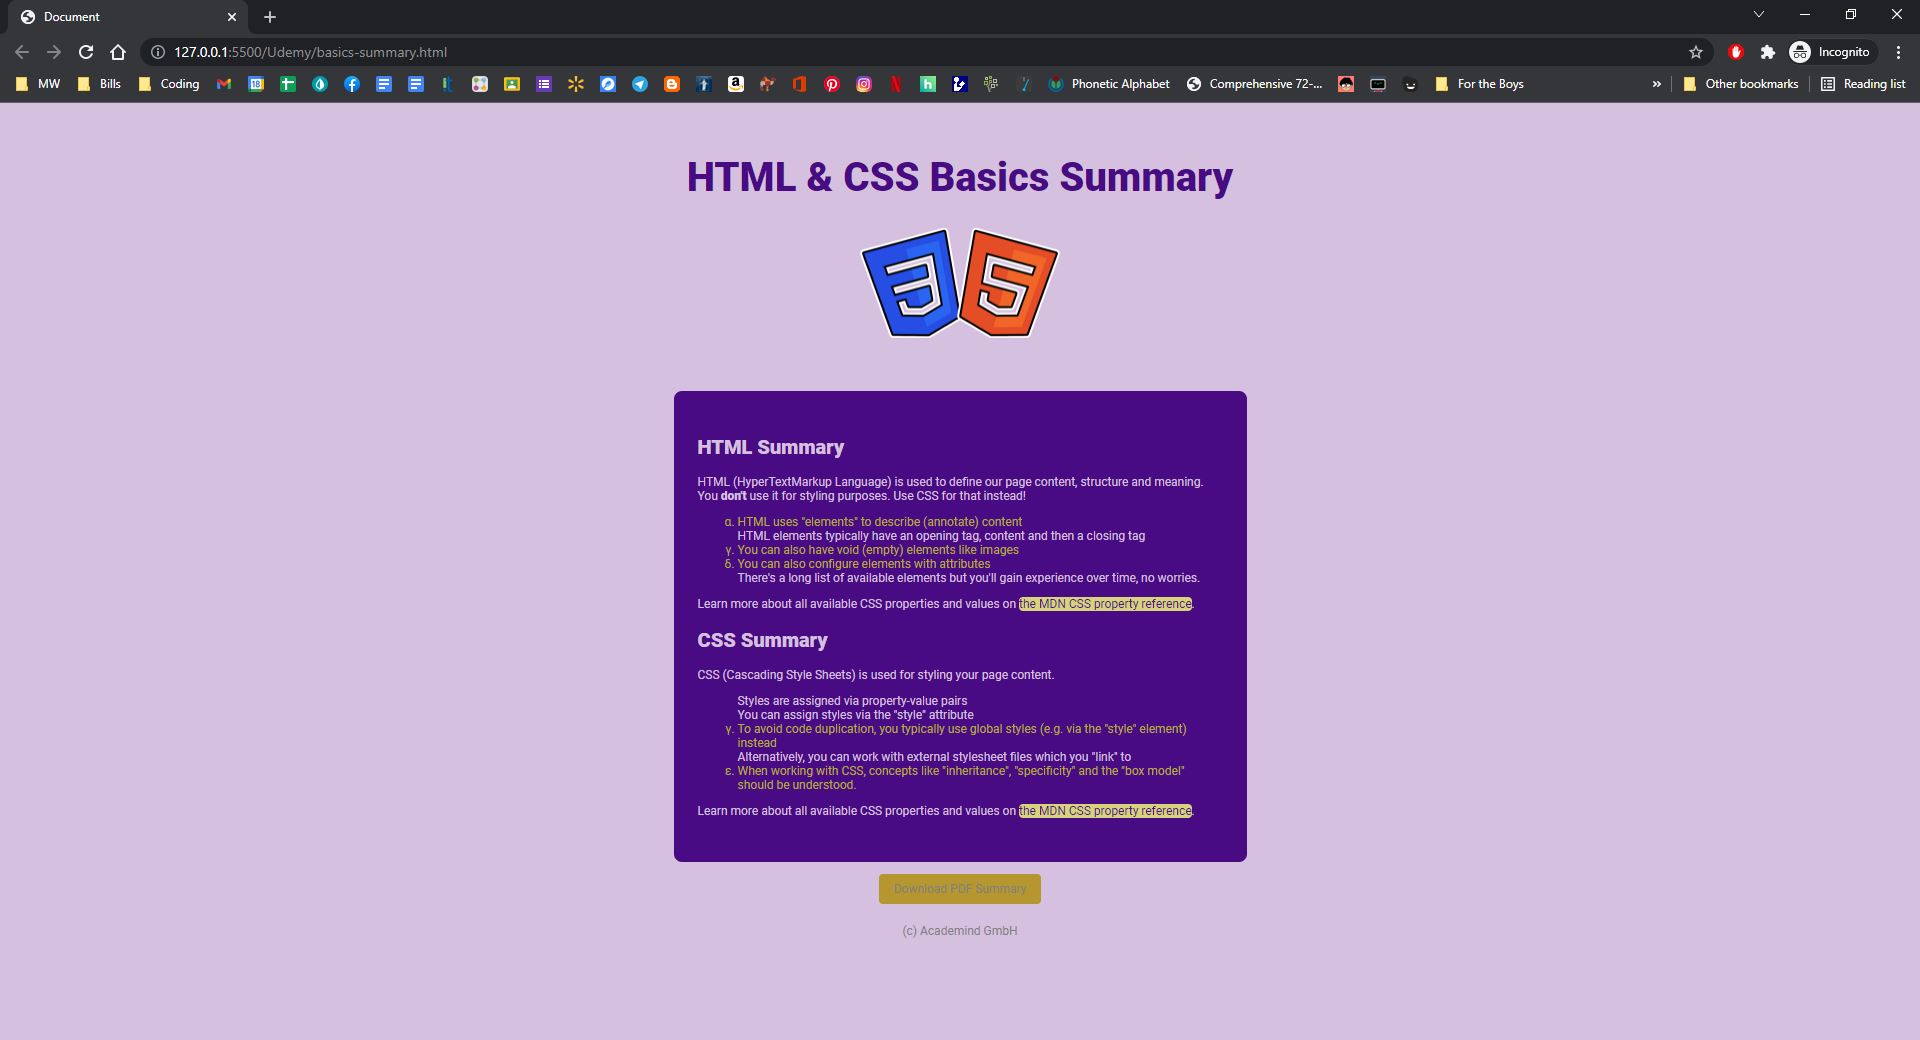 Document
127.0.0.1:5500/Udemy/basics-summary.html
Incognito
MW
Bills
Coding
18
Phonetic Alphabet
Comprehensive 72-...
For the Boys
»
Other bookmarks
Reading list
HTML & CSS Basics Summary
3 5
HTML Summary
HTML (HyperTextMarkup Language) is used to define our page content, structure and meaning.
You don't use it for styling purposes. Use CSS for that instead!
α. HTML uses "elements" to describe (annotate) content
HTML elements typically have an opening tag, content and then a closing tag
γ. You can also have void (empty) elements like images
δ. You can also configure elements with attributes
There's a long list of available elements but you'll gain experience over time, no worries.
Learn more about all available CSS properties and values on the MDN CSS property reference.
CSS Summary
CSS (Cascading Style Sheets) is used for styling your page content.
Styles are assigned via property-value pairs
You can assign styles via the "style" attribute
γ. To avoid code duplication, you typically use global styles (e.g. via the "style" element)
instead
Alternatively, you can work with external stylesheet files which you "link" to
ε. When working with CSS, concepts like "inheritance", "specificity" and the "box model"
should be understood.
Learn more about all available CSS properties and values on the MDN CSS property reference.
Download PDF Summary
(c) Academind GmbH